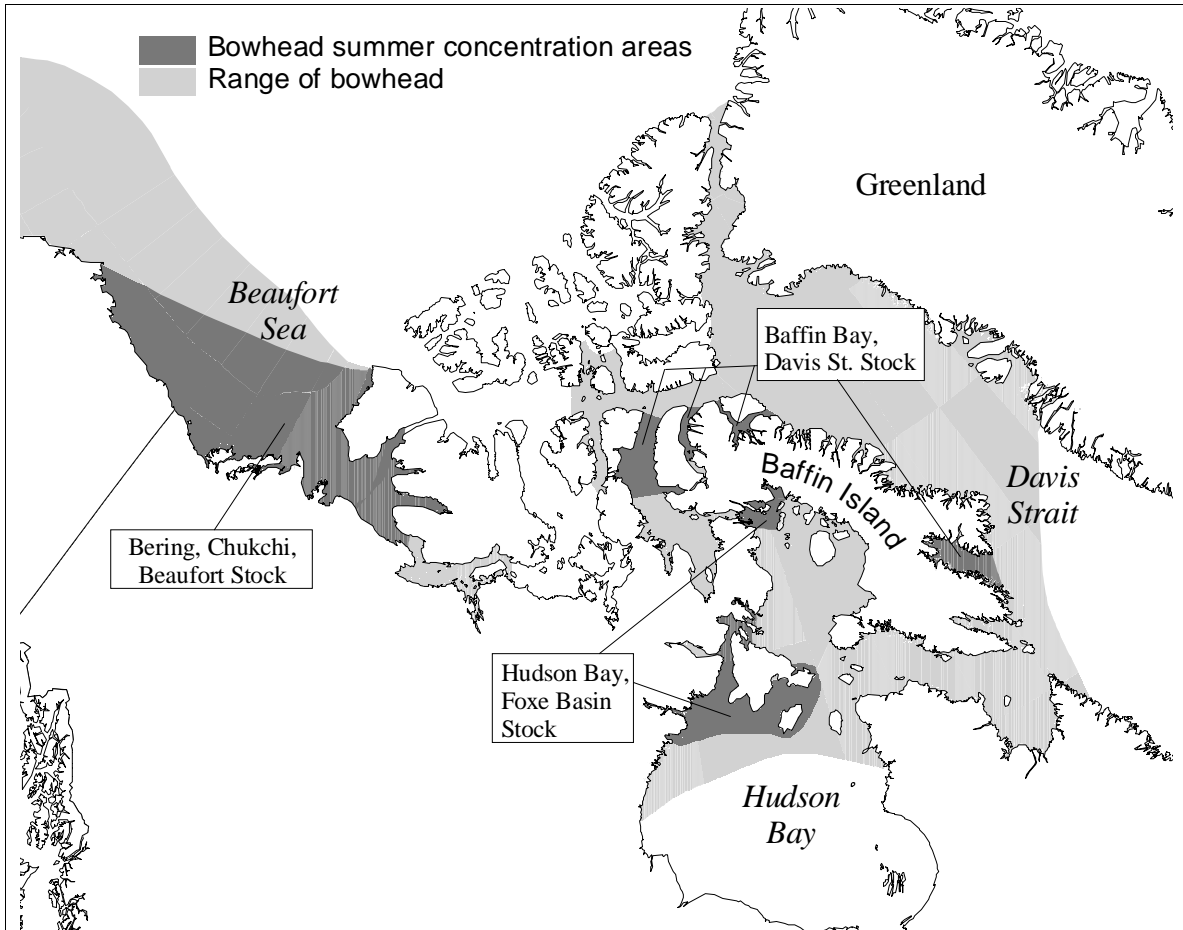 Bowhead summer concentration areas
Range of bowhead
Greenland
Beaufort
Sea
Baffin Bay,
Davis St. Stock
Baffin Island
Davis
Strait
Bering, Chukchi,
Beaufort Stock
Hudson Bay,
Foxe Basin
Stock
Hudson
Bay